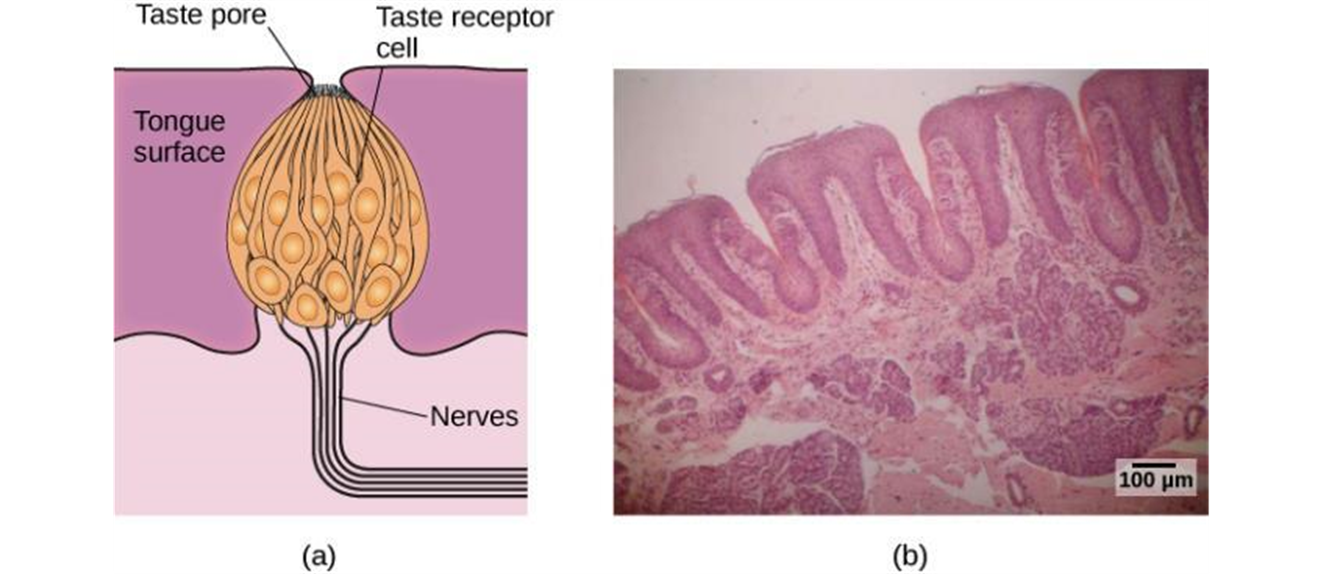 Taste pore
Taste receptor
cell
Tongue
surface
Nerves
100 µm
(a)
(b)